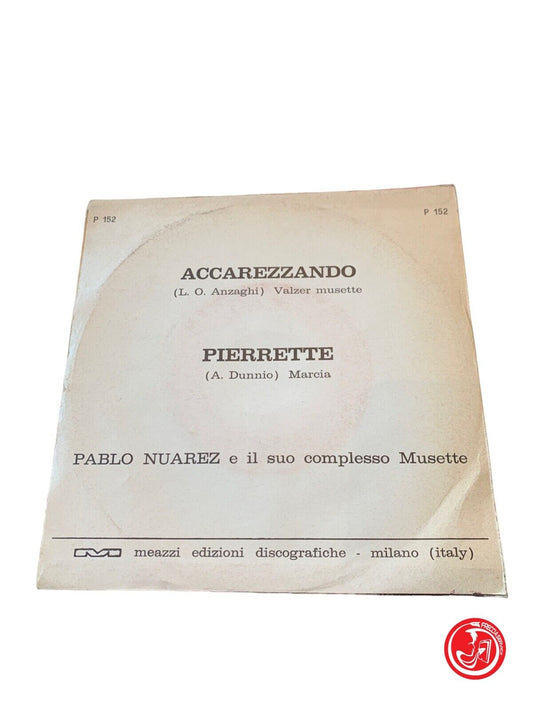 P 152 P 152
ACCAREZZANDO
(L. O. Anzaghi) Valzer musette
PIERRETTE
(A. Dunnio) Marcia
PABLO NUAREZ e il suo complesso Musette
meazzi edizioni discografiche - milano (italy)